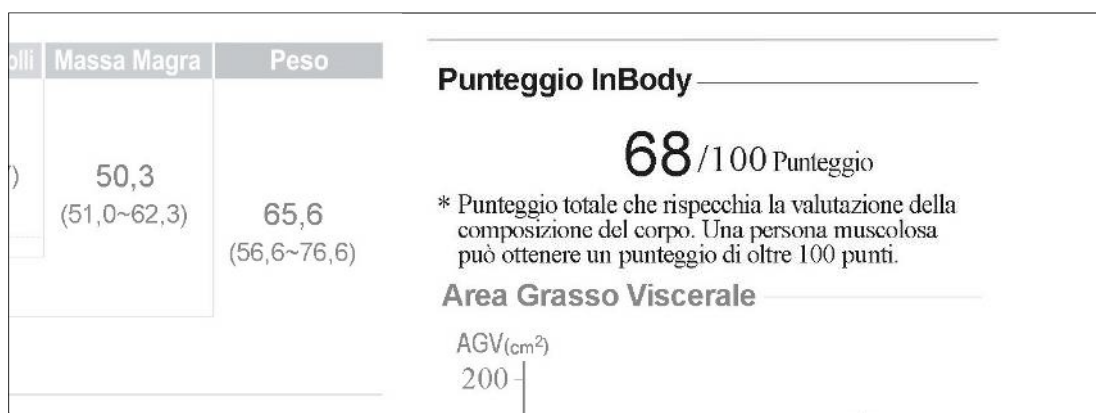 Massa Magra Peso
50,3
(51,0~62,3)
65,6
(56,6~76,6)
Punteggio InBody
68/100 Punteggio
* Punteggio totale che rispecchia la valutazione della
composizione del corpo. Una persona muscolosa
può ottenere un punteggio di oltre 100 punti.
Area Grasso Viscerale
AGV(cm²)
200